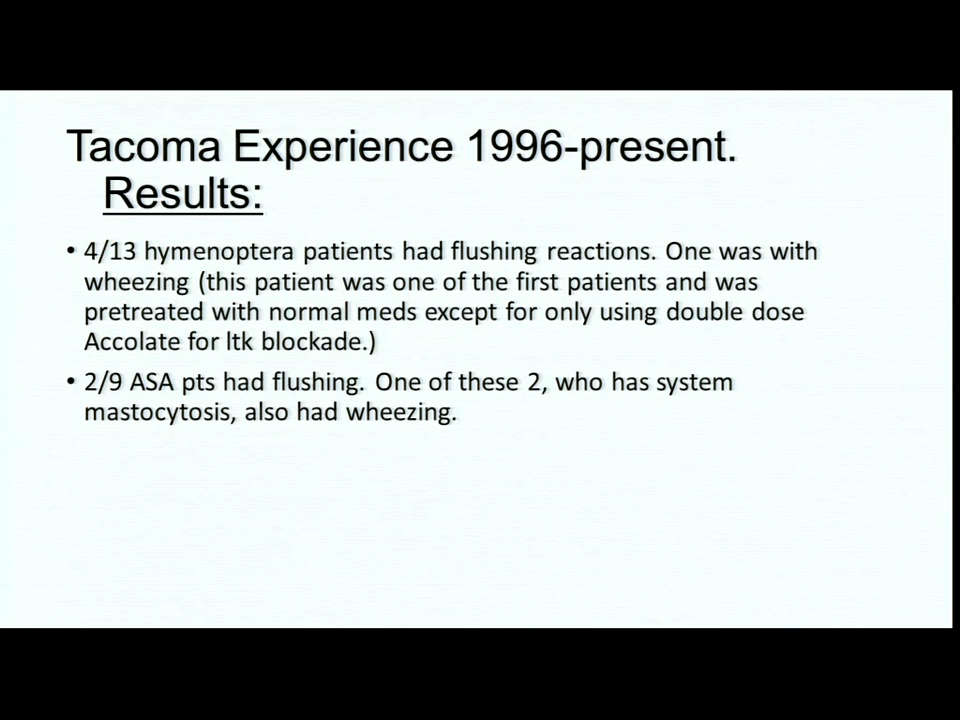 Tacoma Experience 1996-present.
Results:
• 4/13 hymenoptera patients had flushing reactions. One was with
wheezing (this patient was one of the first patients and was
pretreated with normal meds except for only using double dose
Accolate for ltk blockade.)
• 2/9 ASA pts had flushing. One of these 2, who has system
mastocytosis, also had wheezing.